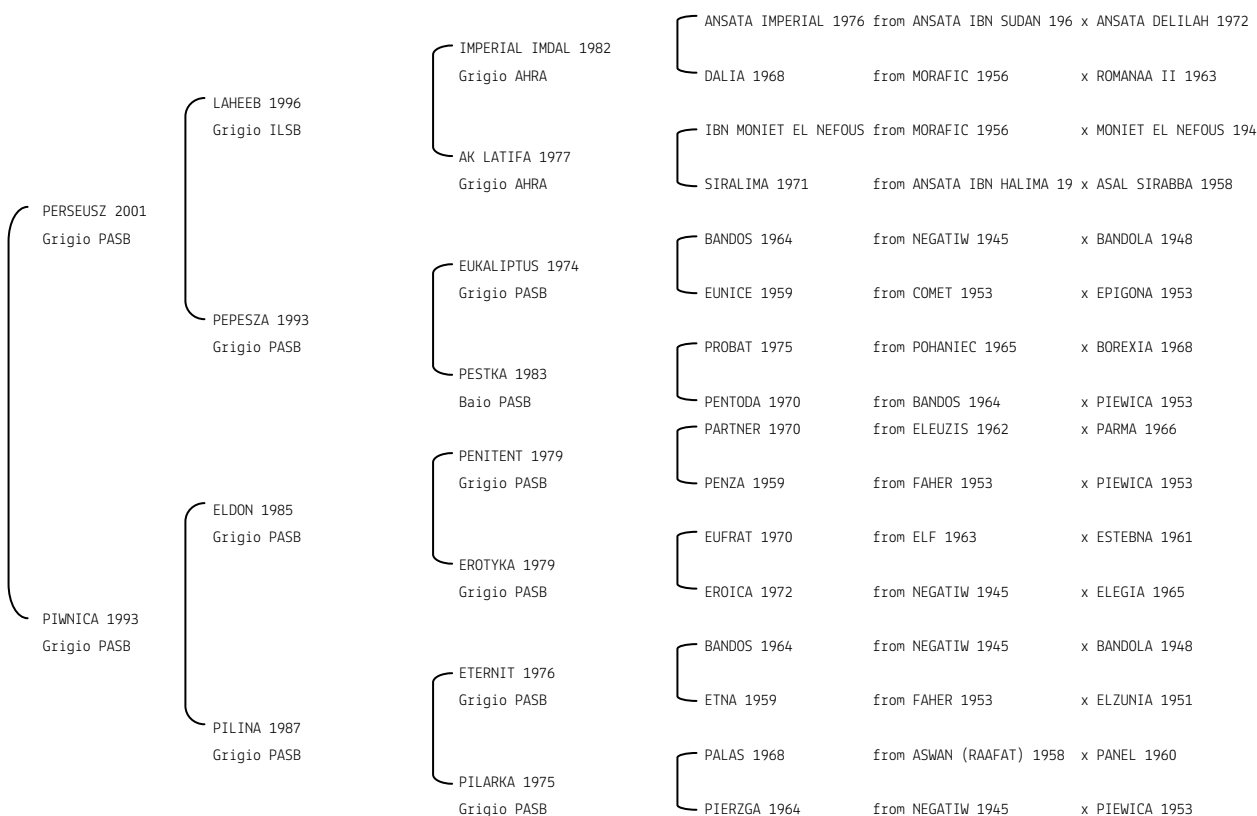 ANSATA IMPERIAL 1976 from ANSATA IBN SUDAN 196 x ANSATA DELILAH 1972
IMPERIAL IMDAL 1982
Grigio AHRA
DALIA 1968 from MORAFIC 1956 x ROMANAA II 1963
LAHEEB 1996
Grigio ILSB
IBN MONIET EL NEFOUS from MORAFIC 1956 x MONIET EL NEFOUS 194
AK LATIFA 1977
Grigio AHRA
SIRALIMA 1971 from ANSATA IBN HALIMA 19 x ASAL SIRABBA 1958
PERSEUSZ 2001
Grigio PASB
BANDOS 1964 from NEGATIW 1945 x BANDOLA 1948
EUKALIPTUS 1974
Grigio PASB
EUNICE 1959 from COMET 1953 x EPIGONA 1953
PEPESZA 1993
Grigio PASB
PROBAT 1975 from POHANIEC 1965 x BOREXIA 1968
PESTKA 1983
Baio PASB
PENTODA 1970 from BANDOS 1964 x PIEWICA 1953
PARTNER 1970 from ELEUZIS 1962 x PARMA 1966
PENITENT 1979
Grigio PASB
PENZA 1959 from FAHER 1953 x PIEWICA 1953
ELDON 1985
Grigio PASB
EUFRAT 1970 from ELF 1963 x ESTEBNA 1961
EROTYKA 1979
Grigio PASB
EROICA 1972 from NEGATIW 1945 x ELEGIA 1965
PIWNICA 1993
Grigio PASB
BANDOS 1964 from NEGATIW 1945 x BANDOLA 1948
ETERNIT 1976
Grigio PASB
ETNA 1959 from FAHER 1953 x ELZUNIA 1951
PILINA 1987
Grigio PASB
PALAS 1968 from ASWAN (RAAFAT) 1958 x PANEL 1960
PILARKA 1975
Grigio PASB
PIERZGA 1964 from NEGATIW 1945 x PIEWICA 1953